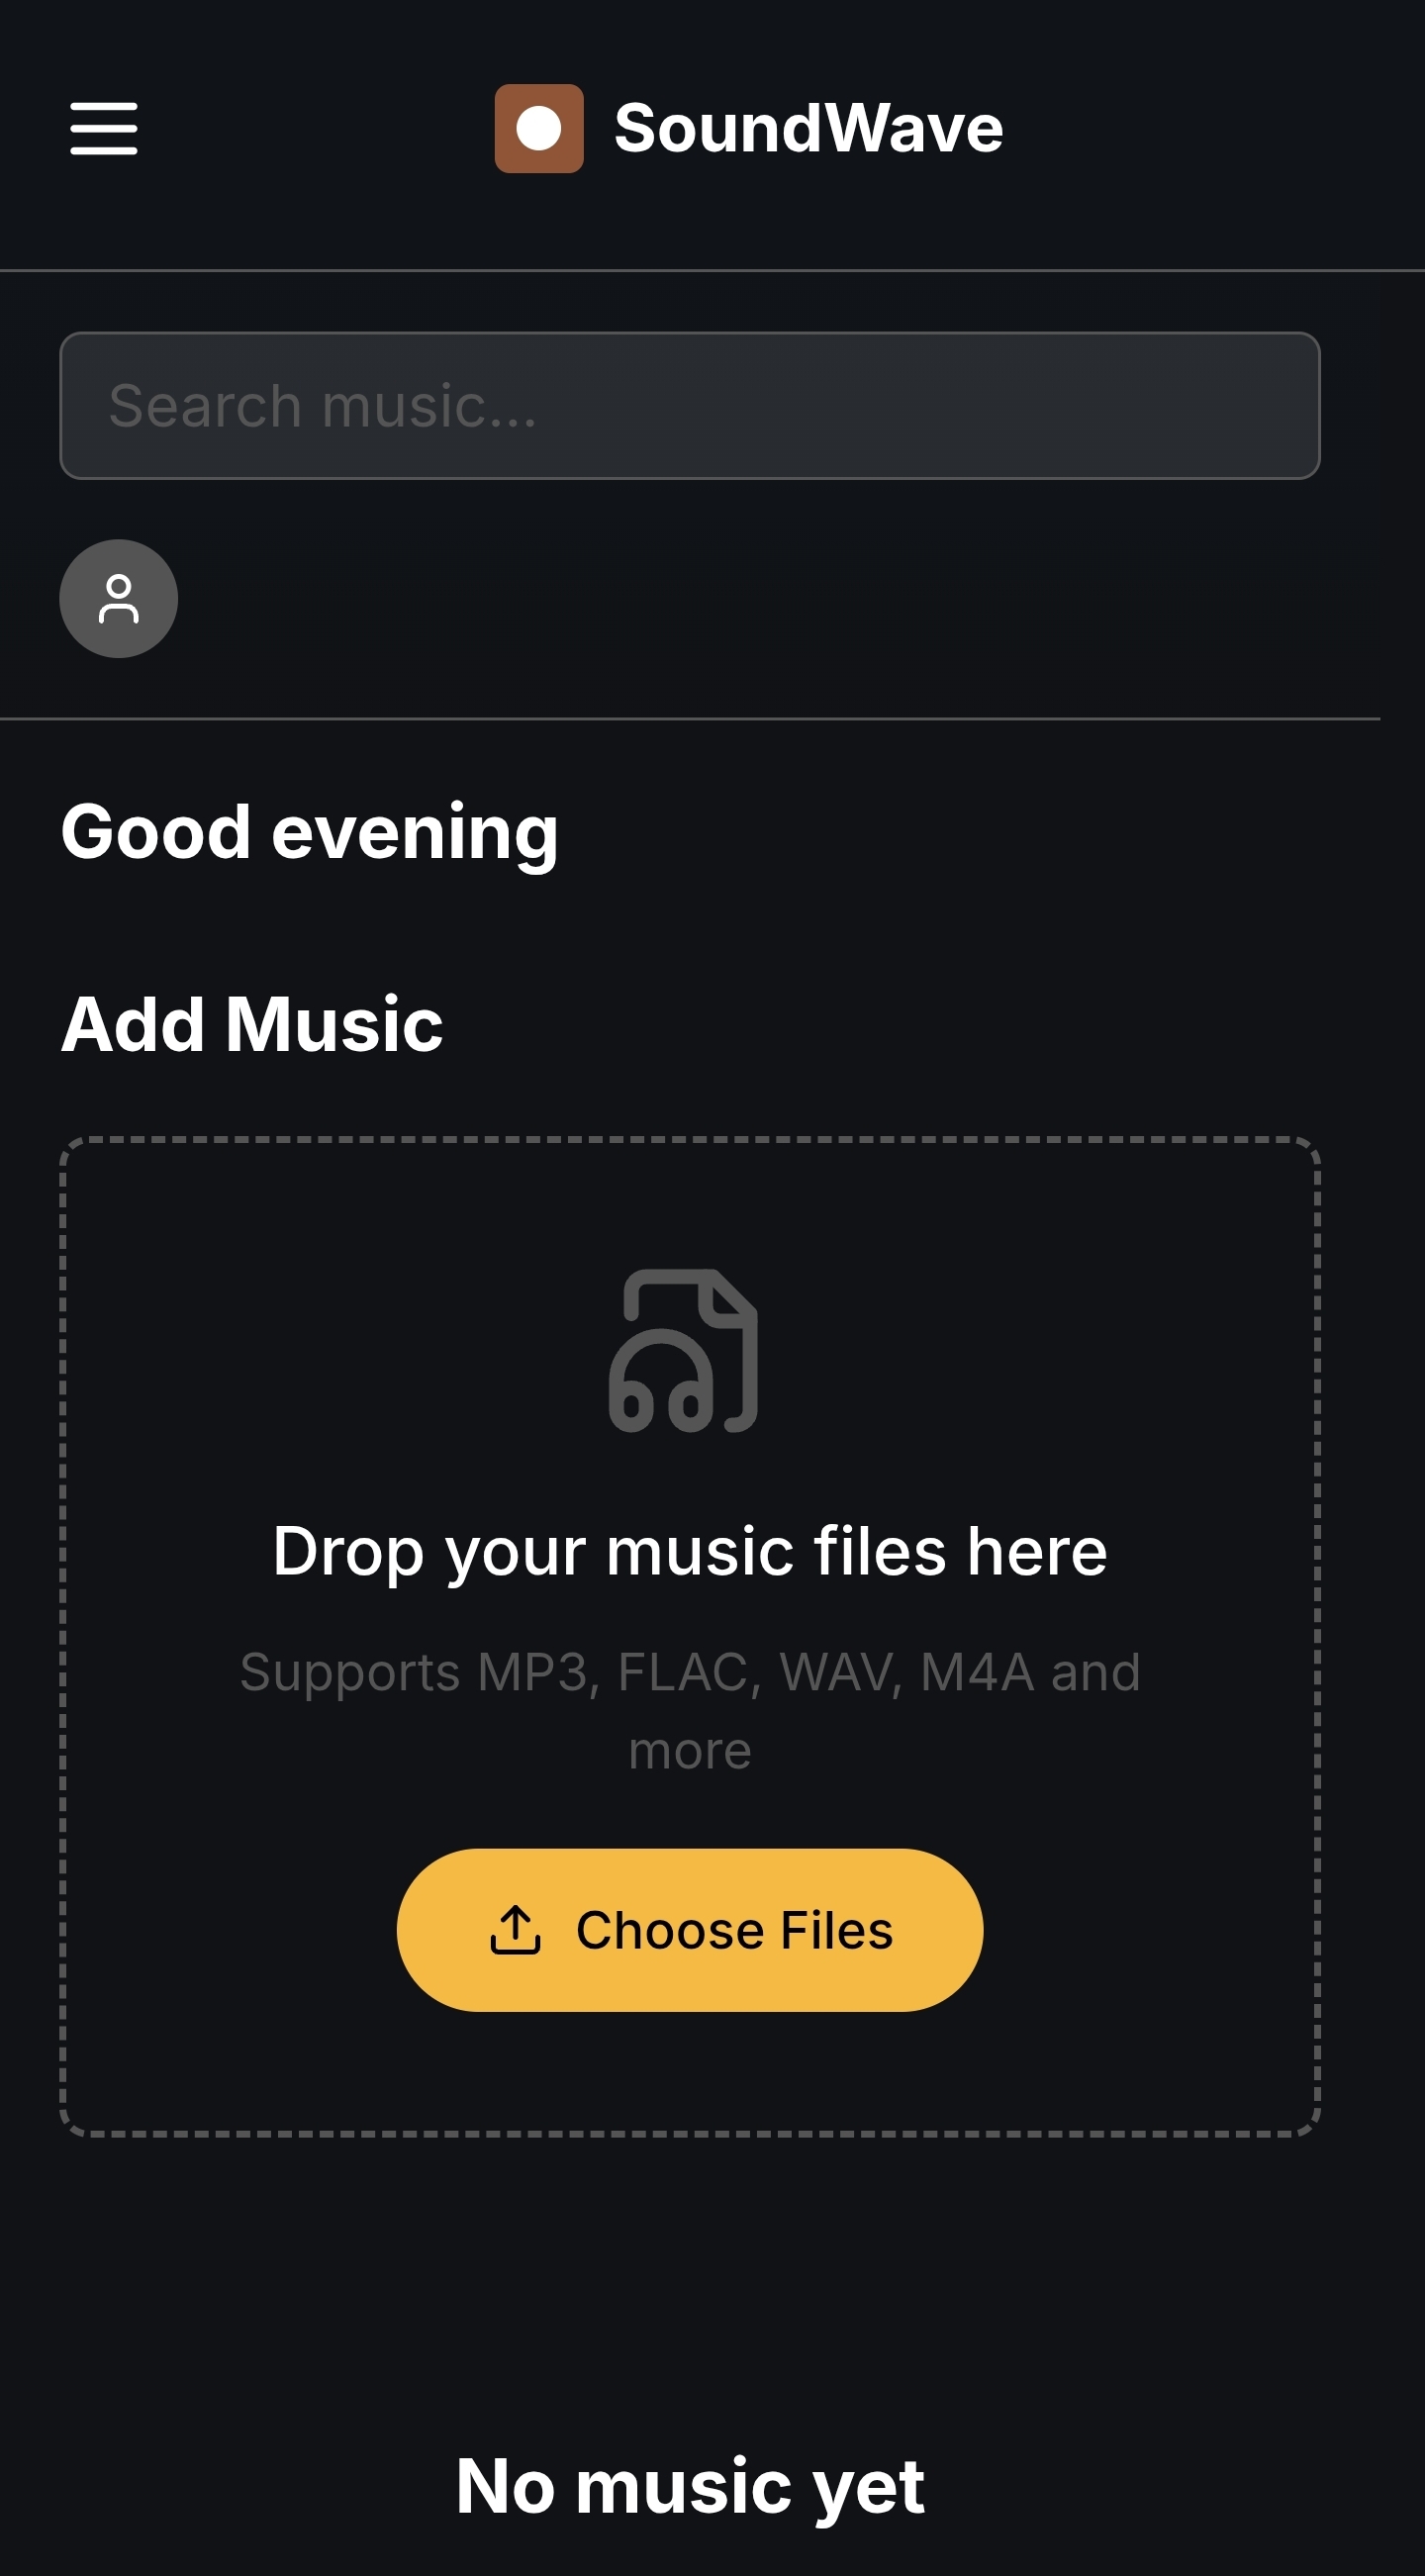 SoundWave
Search music...
Good evening
Add Music
Drop your music files here
Supports MP3, FLAC, WAV, M4A and
more
Choose Files
No music yet